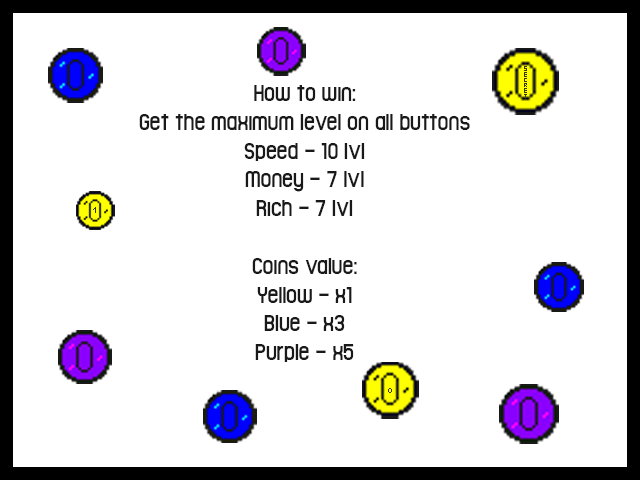 How to win:
Get the maximum level on all buttons
Speed - 10 lvl
Money - 7 lvl
Rich - 7 lvl
Coins value:
Yellow - x1
Blue - x3
Purple - x5